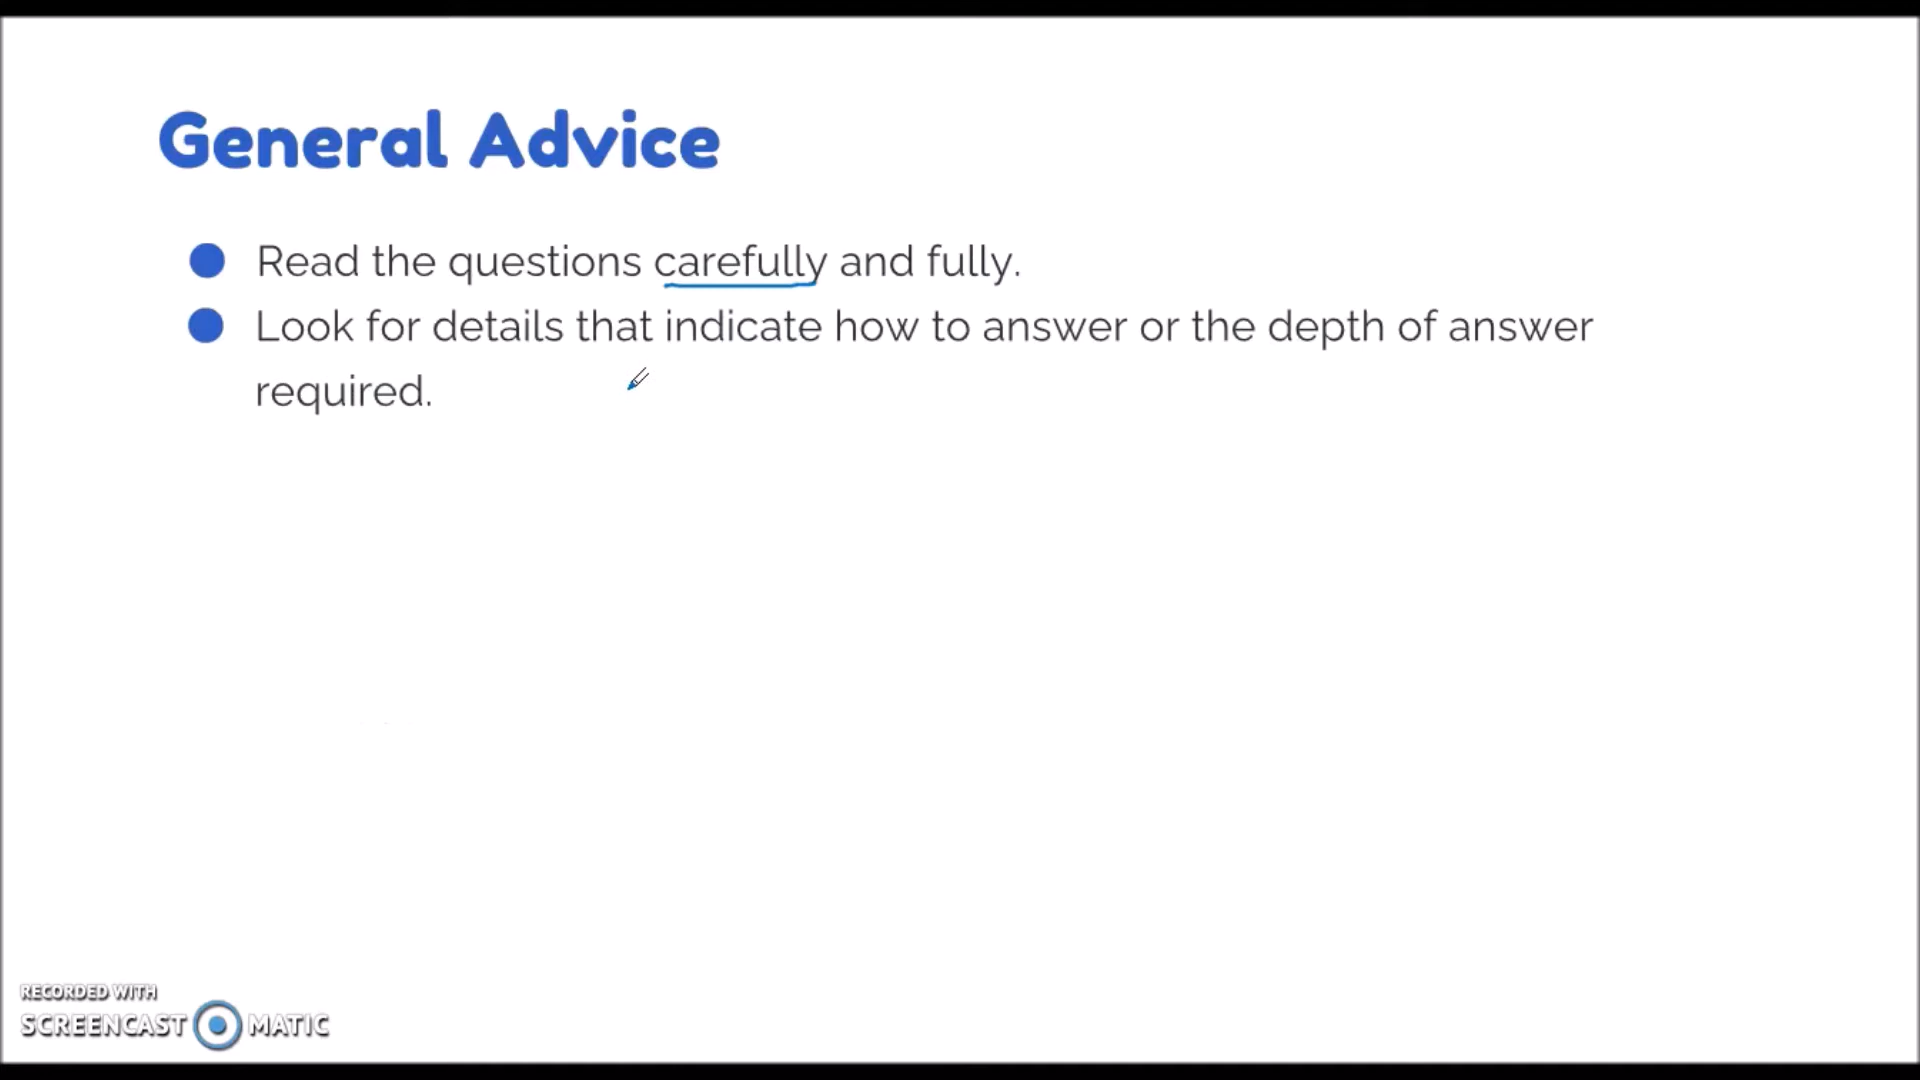 General Advice
Read the questions carefully and fully.
Look for details that indicate how to answer or the depth of answer
required.
RECORDED WITH
SCREENCAST MATIC